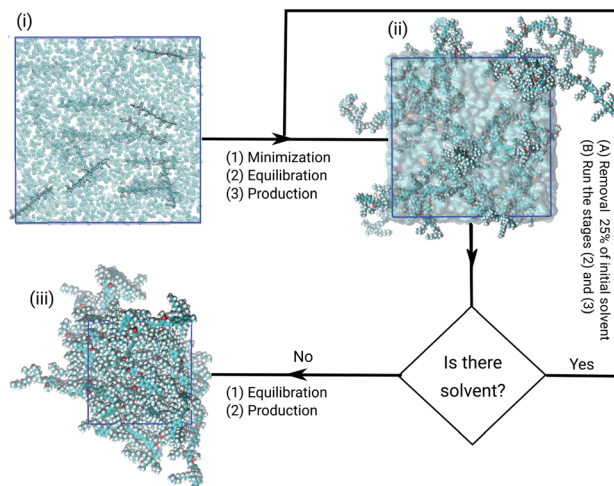 (i)
(ii)
(1) Minimization
(2) Equilibration
(3) Production
(A) Removal 25% of initial solvent
(B) Run the stages (2) and (3)
(iii)
Is there
solvent?
Yes
No
(1) Equilibration
(2) Production